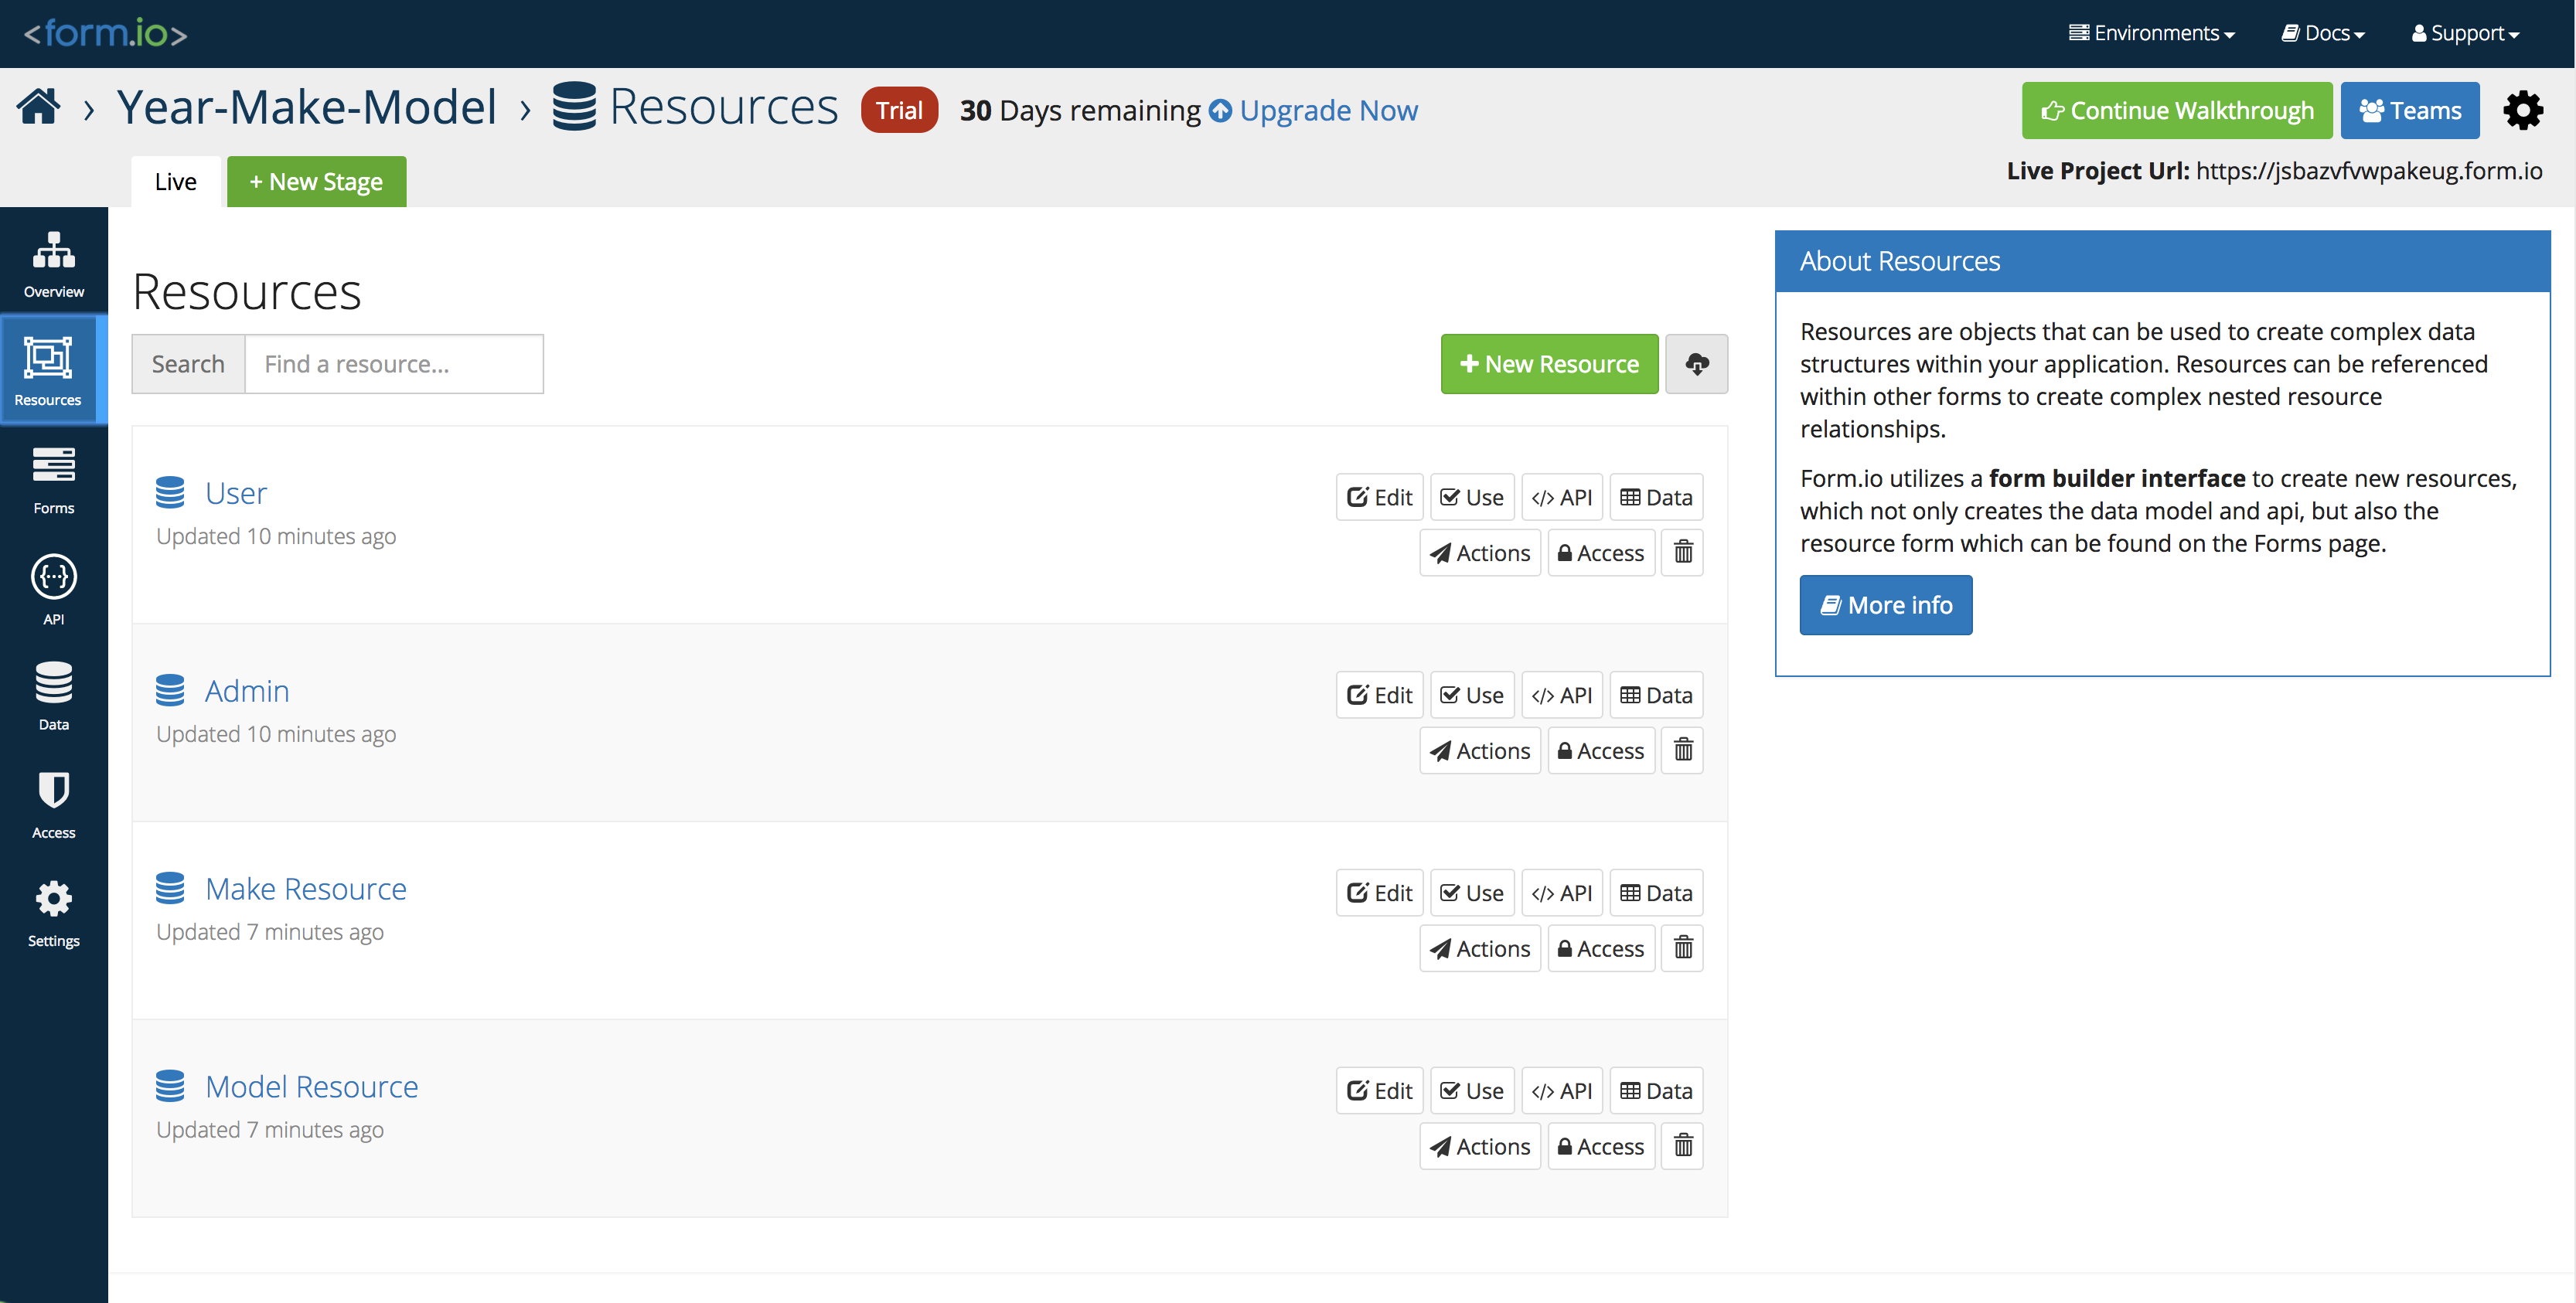 <form.io>
Environments Docs Support
Year-Make-Model › Resources Trial 30 Days remaining Upgrade Now
Continue Walkthrough Teams
Live + New Stage
Live Project Url: https://jsbazvfvwpakeug.form.io
Overview
Resources
Forms
API
Data
Access
Settings
Resources
Search Find a resource...
+ New Resource
User
Updated 10 minutes ago
Edit Use </> API Data
Actions Access
Admin
Updated 10 minutes ago
Edit Use </> API Data
Actions Access
Make Resource
Updated 7 minutes ago
Edit Use </> API Data
Actions Access
Model Resource
Updated 7 minutes ago
Edit Use </> API Data
Actions Access
About Resources
Resources are objects that can be used to create complex data
structures within your application. Resources can be referenced
within other forms to create complex nested resource
relationships.
Form.io utilizes a form builder interface to create new resources,
which not only creates the data model and api, but also the
resource form which can be found on the Forms page.
More info